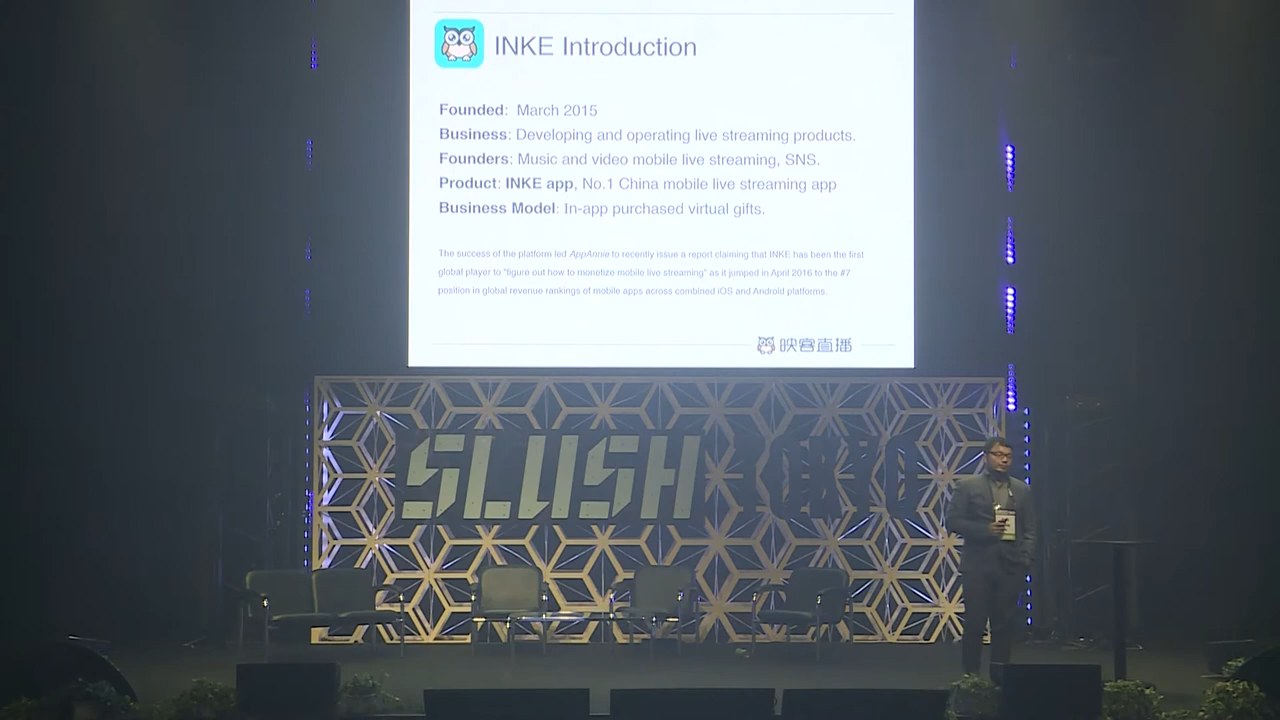 INKE Introduction
Founded: March 2015
Business: Developing and operating live streaming products.
Founders: Music and video mobile live streaming, SNS.
Product: INKE app, No.1 China mobile live streaming app
Business Model: In-app purchased virtual gifts.
The success of the platform led AppAnnie to recently issue a report claiming that INKE has been the first
global player to "figure out how to monetize mobile live streaming" as it jumped in April 2016 to the #7
position in global revenue rankings of mobile apps across combined iOS and Android platforms.
映客直播
SLUSH TOKYO